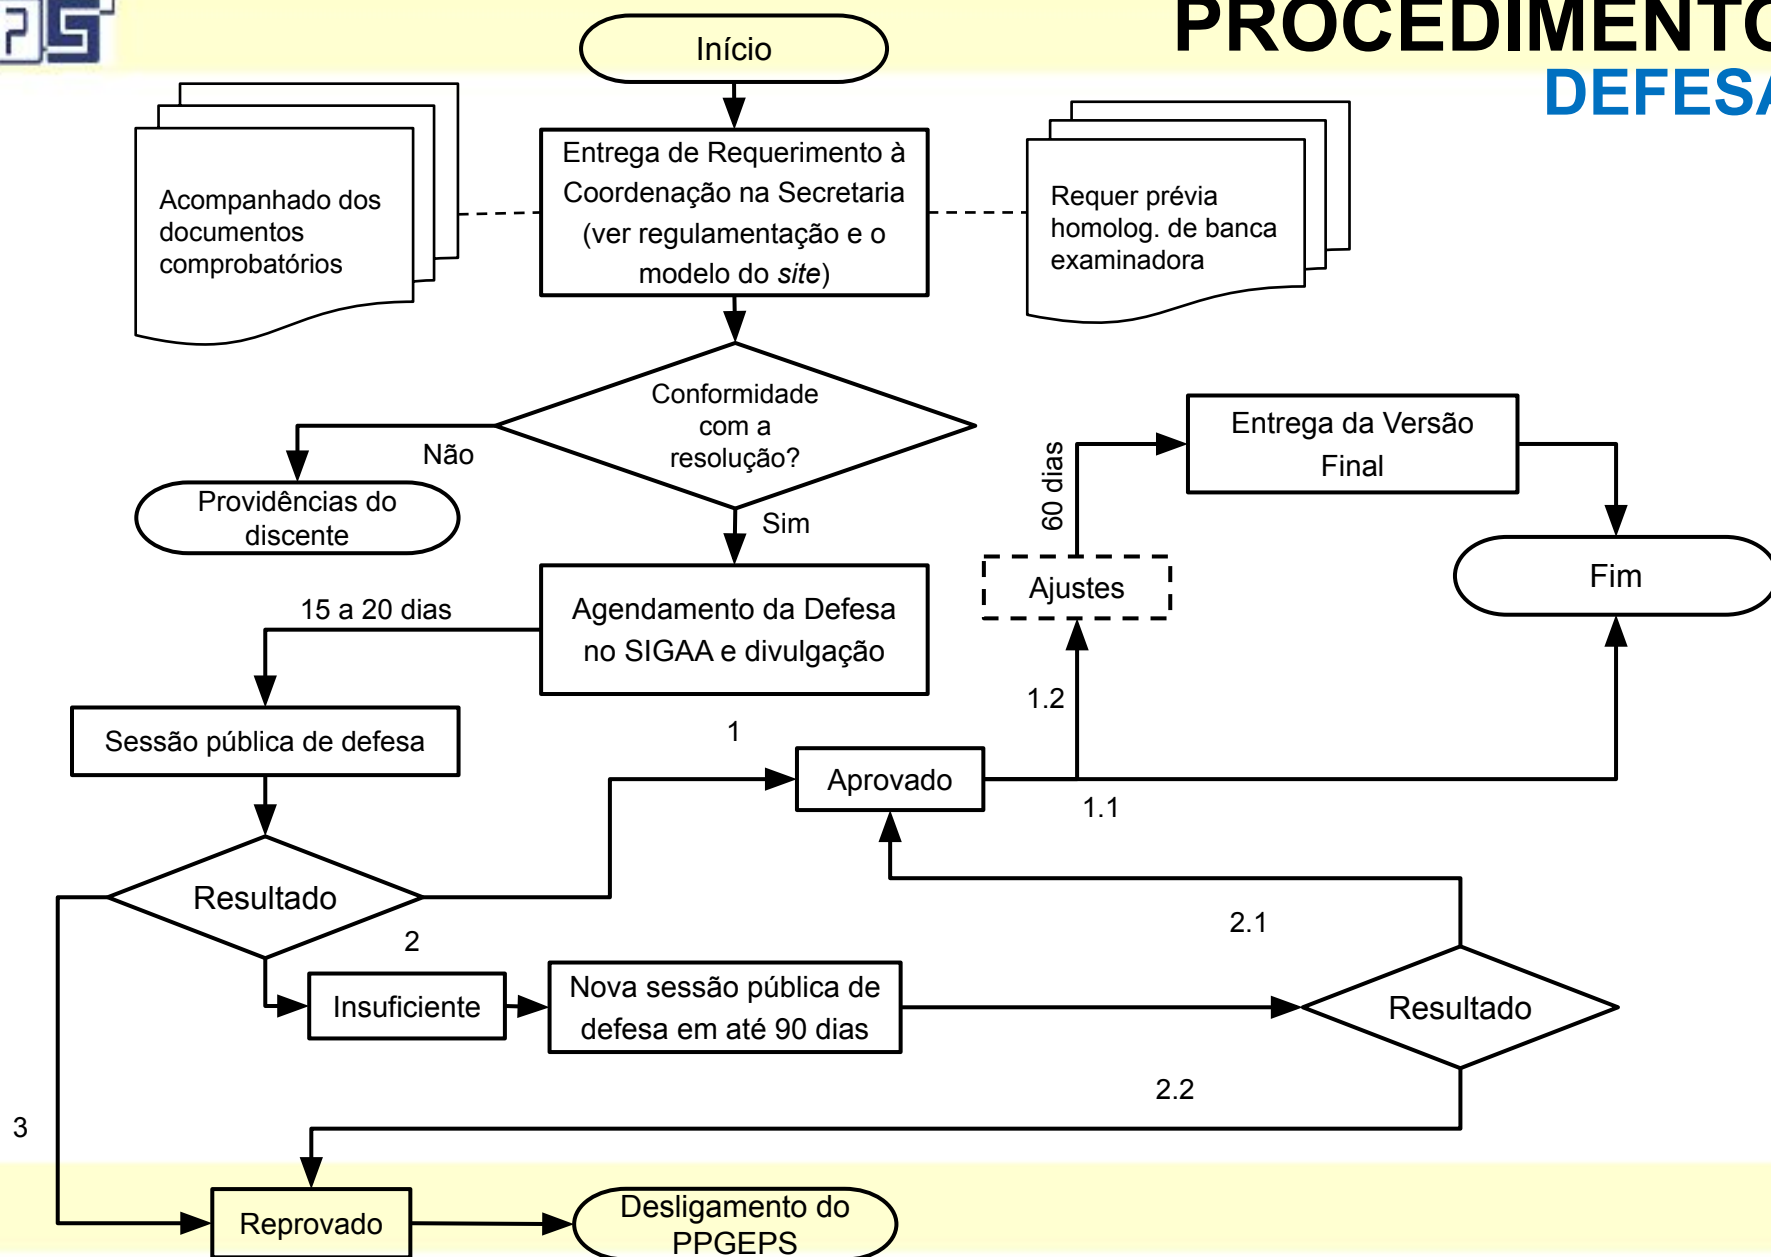 PS
PROCEDIMENTO
DEFESA
Início
Acompanhado dos
documentos
comprobatórios
Entrega de Requerimento à
Coordenação na Secretaria
(ver regulamentação e o
modelo do site)
Requer prévia
homolog. de banca
examinadora
Conformidade
com a
resolução?
Não
Providências do
discente
Sim
60 dias
Entrega da Versão
Final
Ajustes
Fim
15 a 20 dias
Agendamento da Defesa
no SIGAA e divulgação
1.2
Sessão pública de defesa
1
Aprovado
1.1
Resultado
2
2.1
Insuficiente
Nova sessão pública de
defesa em até 90 dias
Resultado
2.2
3
Reprovado
Desligamento do
PPGEPS